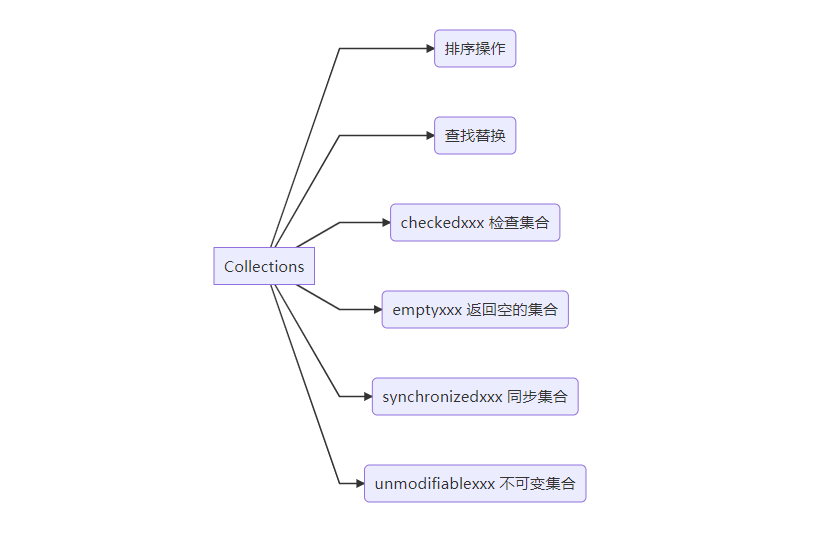 排序操作
查找替换
checkedxxx 检查集合
Collections
emptyxxx 返回空的集合
synchronizedxxx 同步集合
unmodifiablexxx 不可变集合